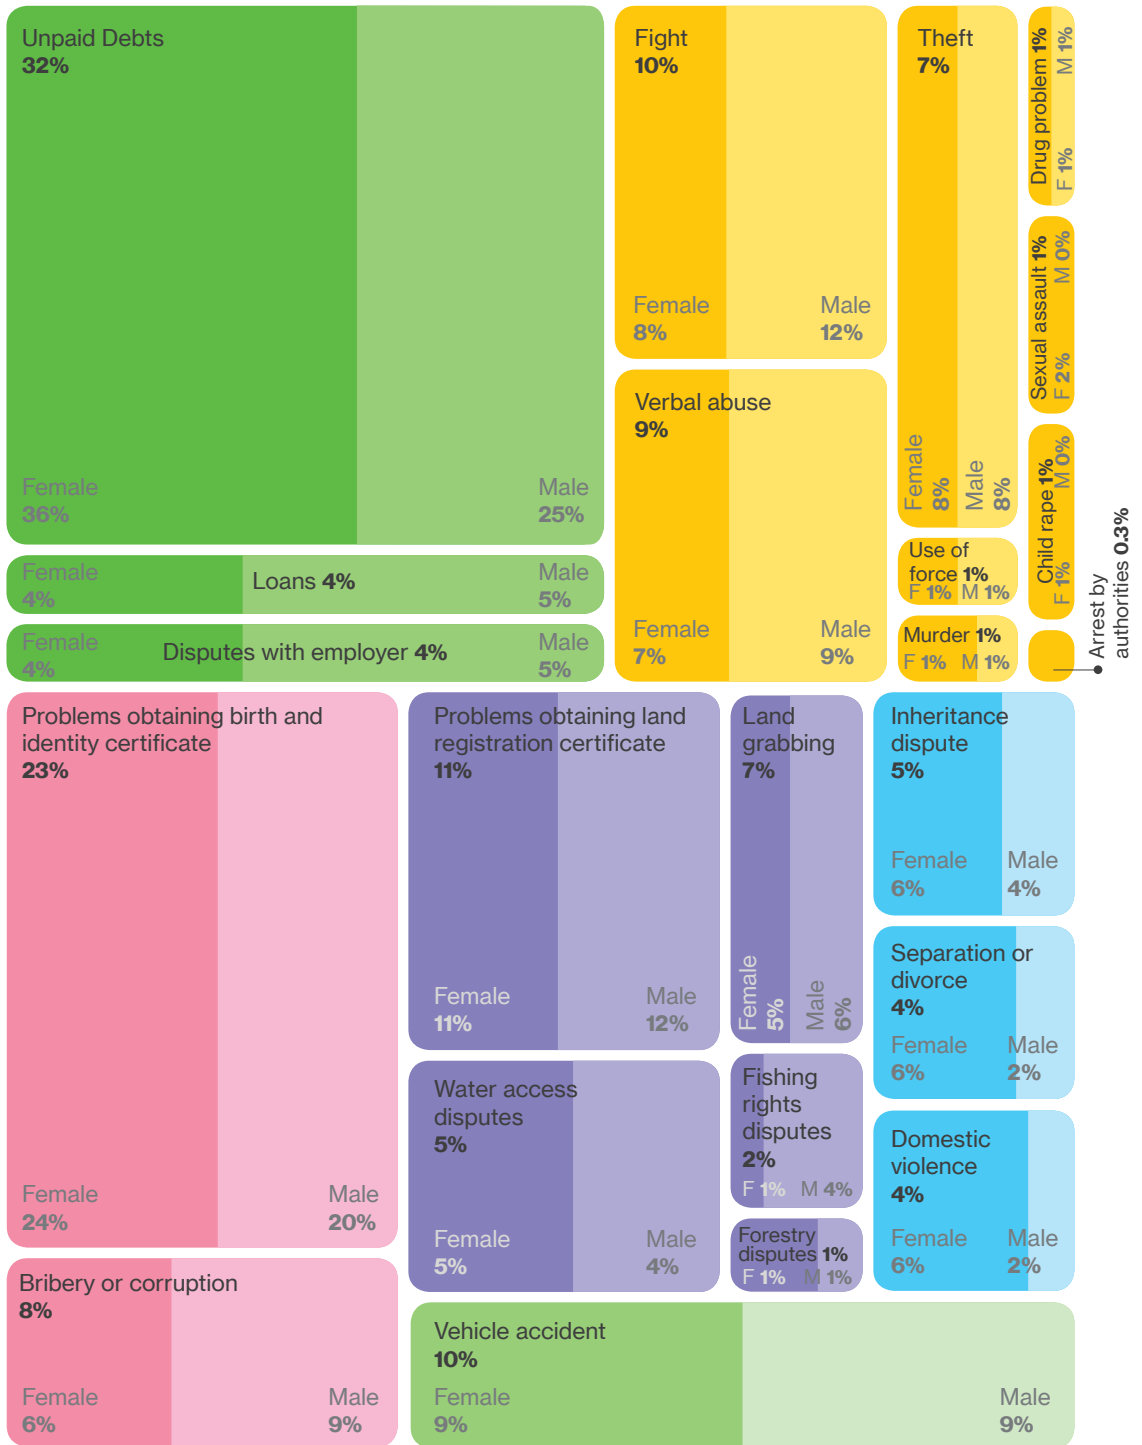 Unpaid Debts
32%
Female
36%
Male
25%
Female
4%
Loans 4%
Male
5%
Female
4%
Disputes with employer 4%
Male
5%
Fight
10%
Female
8%
Male
12%
Verbal abuse
9%
Female
7%
Male
9%
Theft
7%
Female
8%
Male
8%
Use of
force 1%
F 1% M 1%
Murder 1%
F 1% M 1%
Drug problem 1%
F 1% M 1%
Sexual assault 1%
F 2% M 0%
Child rape 1%
F 1% M 0%
Arrest by
authorities 0.3%
Problems obtaining birth and
identity certificate
23%
Female
24%
Male
20%
Bribery or corruption
8%
Female
6%
Male
9%
Problems obtaining land
registration certificate
11%
Female
11%
Male
12%
Water access
disputes
5%
Female
5%
Male
4%
Land
grabbing
7%
Female
5%
Male
6%
Fishing
rights
disputes
2%
F 1% M 4%
Forestry
disputes 1%
F 1% M 1%
Inheritance
dispute
5%
Female
6%
Male
4%
Separation or
divorce
4%
Female
6%
Male
2%
Domestic
violence
4%
Female
6%
Male
2%
Vehicle accident
10%
Female
9%
Male
9%